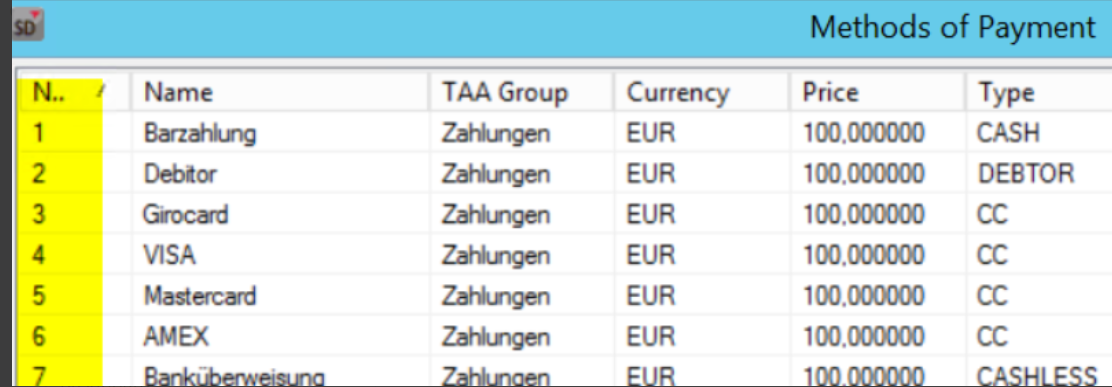 SD Methods of Payment
N.. Name TAA Group Currency Price Type
1 Barzahlung Zahlungen EUR 100,000000 CASH
2 Debitor Zahlungen EUR 100,000000 DEBTOR
3 Girocard Zahlungen EUR 100,000000 CC
4 VISA Zahlungen EUR 100,000000 CC
5 Mastercard Zahlungen EUR 100,000000 CC
6 AMEX Zahlungen EUR 100,000000 CC
7 Banküberweisung Zahlungen EUR 100,000000 CASHLESS